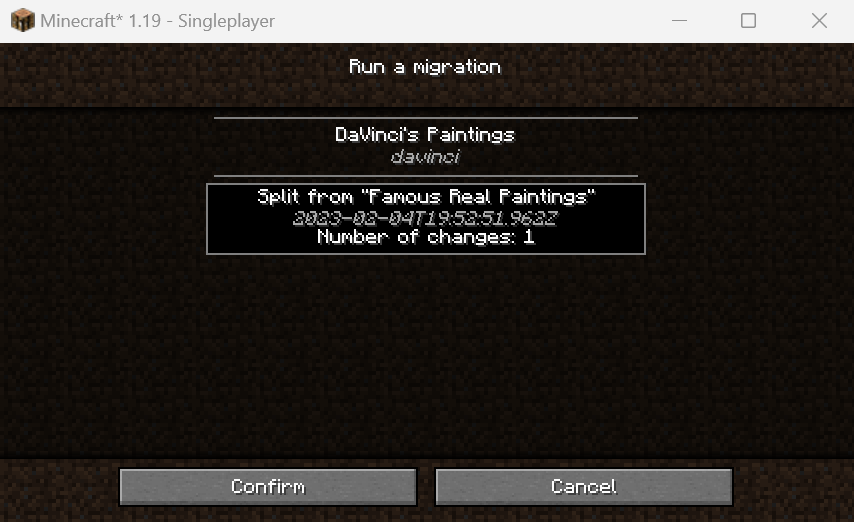 Minecraft* 1.19 - Singleplayer
Run a migration
DaVinci's Paintings
davinci
Split from "Famous Real Paintings"
2023-02-04T19:52:51.962Z
Number of changes: 1
Confirm
Cancel